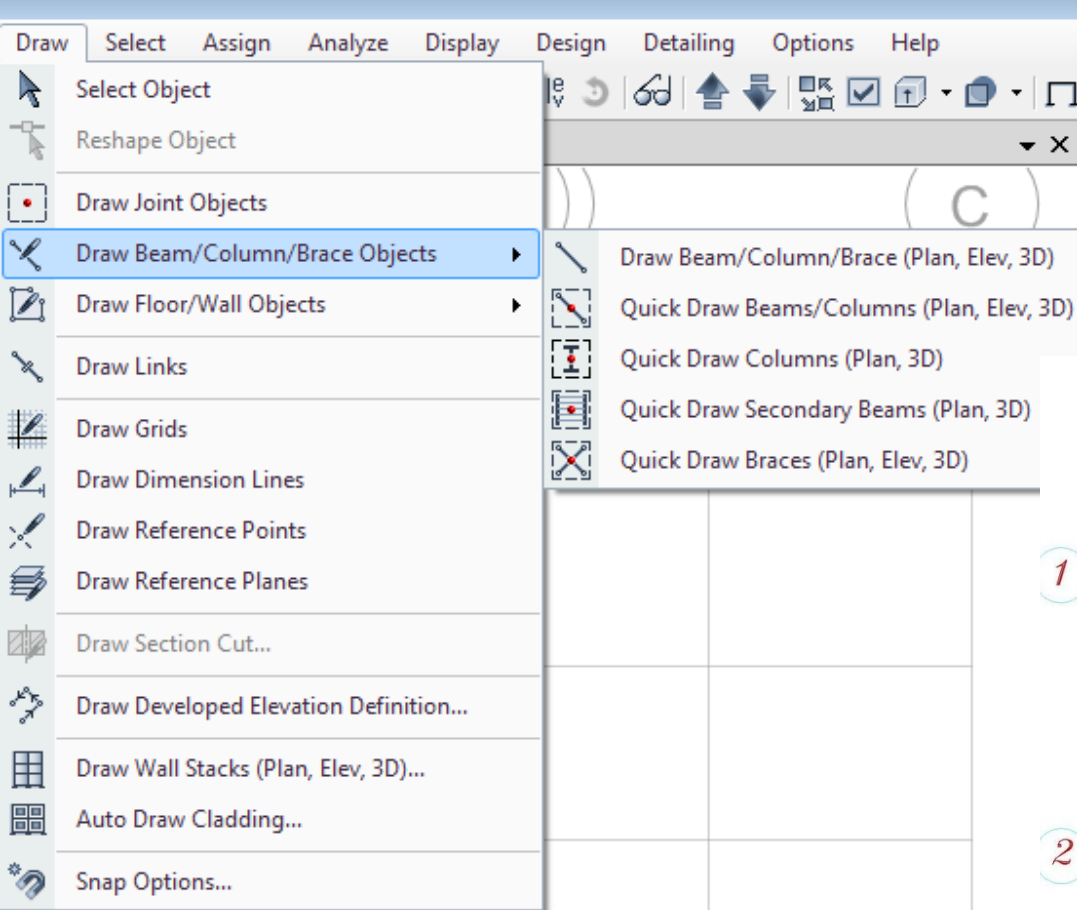 Draw Select Assign Analyze Display Design Detailing Options Help
Select Object
Reshape Object
C
Draw Joint Objects
Draw Beam/Column/Brace Objects
Draw Beam/Column/Brace (Plan, Elev, 3D)
Quick Draw Beams/Columns (Plan, Elev, 3D)
Quick Draw Columns (Plan, 3D)
Quick Draw Secondary Beams (Plan, 3D)
Quick Draw Braces (Plan, Elev, 3D)
Draw Floor/Wall Objects
Draw Links
Draw Grids
Draw Dimension Lines
Draw Reference Points
Draw Reference Planes
1
Draw Section Cut...
Draw Developed Elevation Definition...
Draw Wall Stacks (Plan, Elev, 3D)...
Auto Draw Cladding...
2
Snap Options...